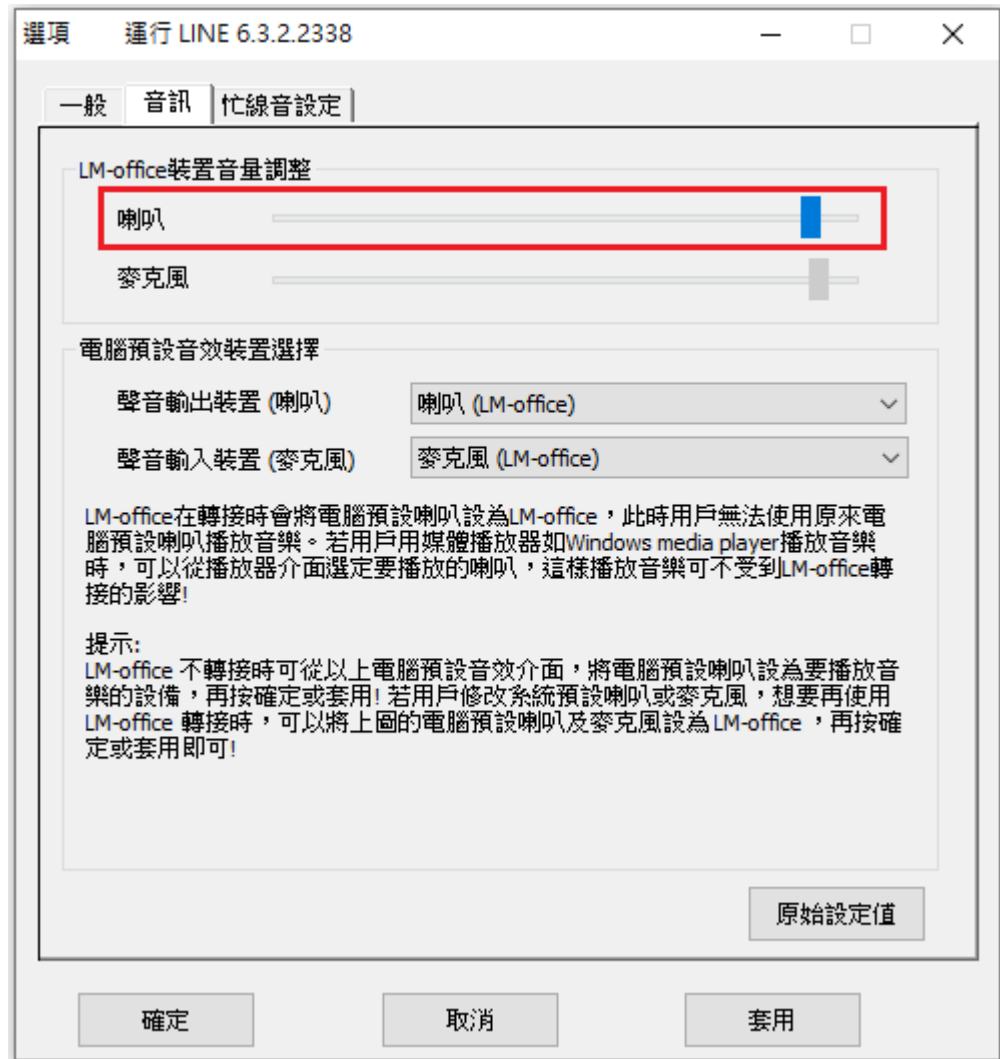 選項 運行 LINE 6.3.2.2338
一般 音訊 忙線音設定
LM-office裝置音量調整
喇叭
麥克風
電腦預設音效裝置選擇
聲音輸出裝置 (喇叭) 喇叭 (LM-office)
聲音輸入裝置 (麥克風) 麥克風 (LM-office)
LM-office在轉接時會將電腦預設喇叭設為LM-office，此時用戶無法使用原來電
腦預設喇叭播放音樂。若用戶用媒體播放器如Windows media player播放音樂
時，可以從播放器介面選定要播放的喇叭，這樣播放音樂可不受到LM-office轉
接的影響!
提示:
LM-office 不轉接時可從以上電腦預設音效介面，將電腦預設喇叭設為要播放音
樂的設備，再按確定或套用! 若用戶修改系統預設喇叭或麥克風，想要再使用
LM-office 轉接時，可以將上圖的電腦預設喇叭及麥克風設為LM-office ，再按確
定或套用即可!
原始設定值
確定 取消 套用